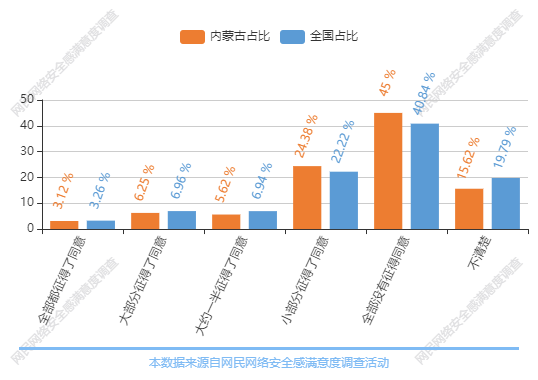 网民网络安全感满意度调查
网民网络安全感满意度调查
内蒙古占比 全国占比
50
40
30
20
10
0
3.12 % 3.26 % 6.25 % 6.96 % 5.62 % 6.94 % 24.38 % 22.22 % 45 % 40.84 % 15.62 % 19.79 %
全部都征得了同意 大部分征得了同意 大约一半征得了同意 小部分征得了同意 全部没有征得同意 不清楚
网民网络安全感满意度调查
网民网络安全感满意度调查
本数据来源自网民网络安全感满意度调查活动